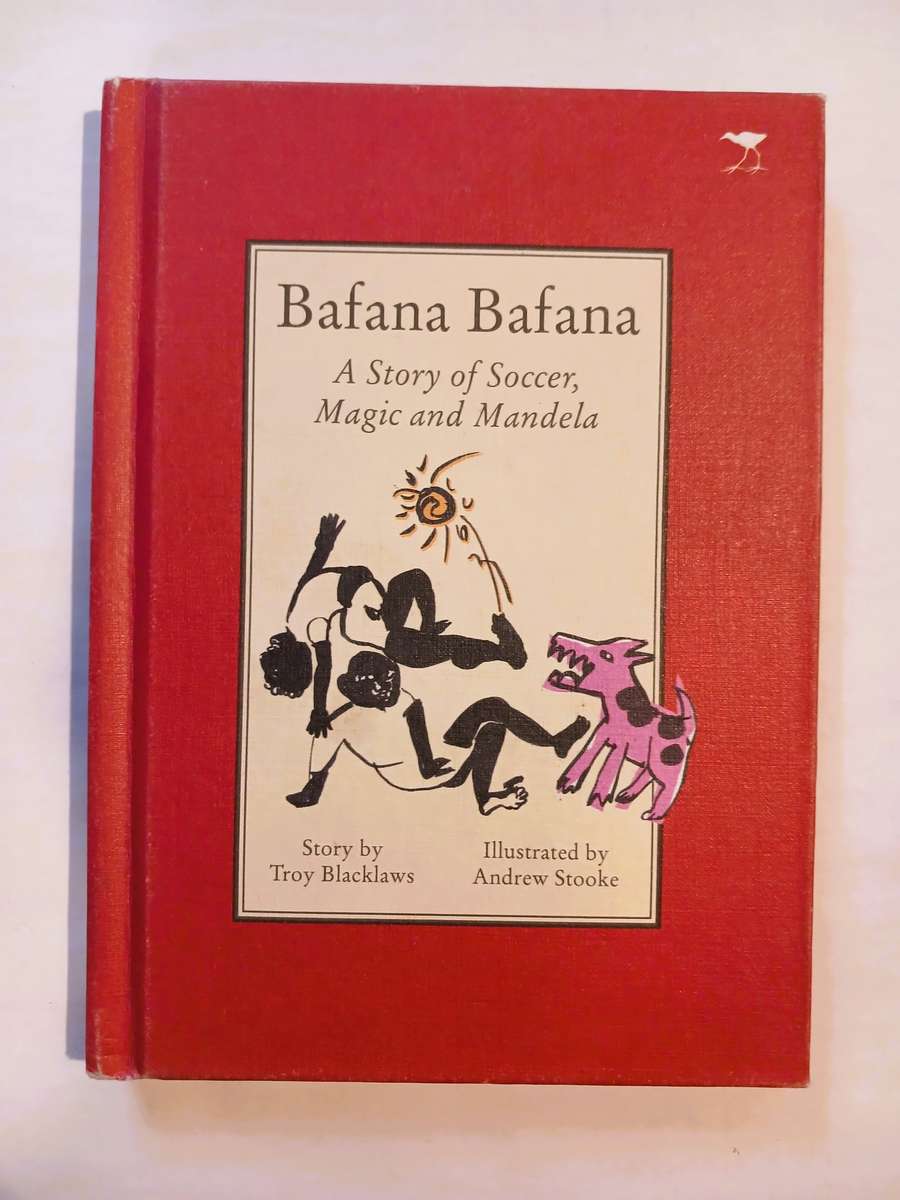 Bafana Bafana
A Story of Soccer,
Magic and Mandela
Story by
Troy Blacklaws
Illustrated by
Andrew Stooke